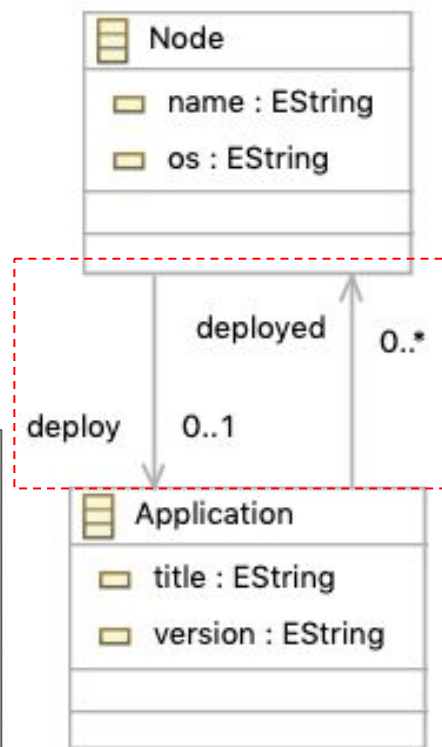 Node
name : EString
os : EString
deployed
0..*
deploy 0..1
Application
title : EString
version : EString